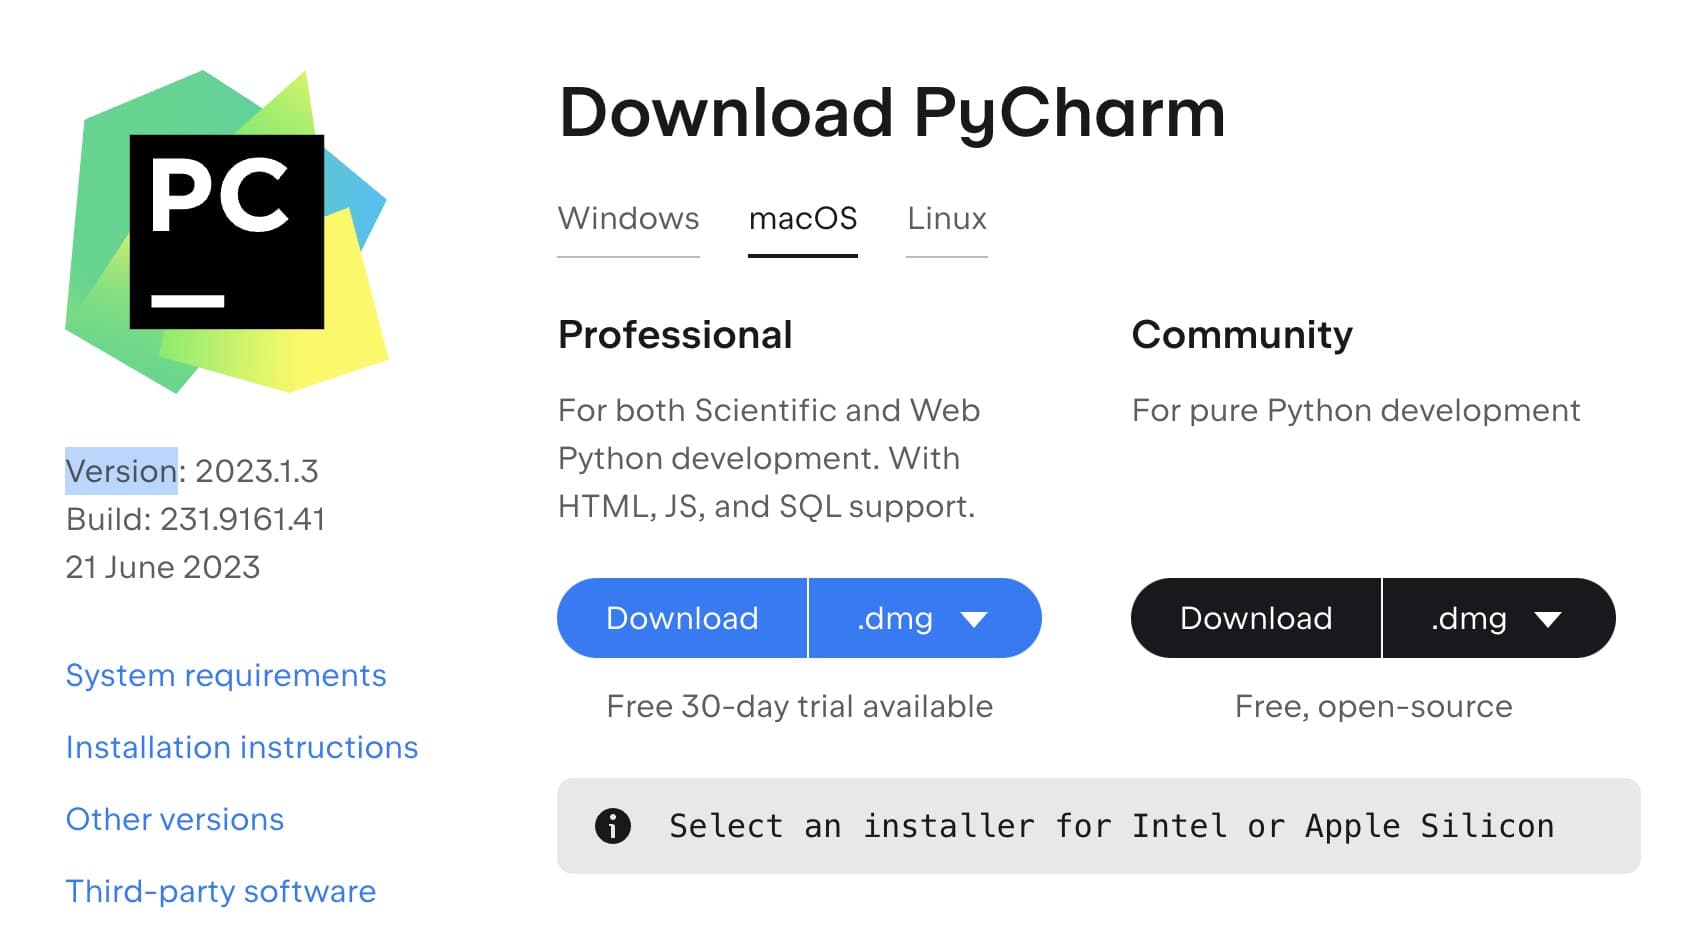 PC
Version: 2023.1.3
Build: 231.9161.41
21 June 2023
System requirements
Installation instructions
Other versions
Third-party software
Download PyCharm
Windows macOS Linux
Professional
For both Scientific and Web
Python development. With
HTML, JS, and SQL support.
Download .dmg
Free 30-day trial available
Community
For pure Python development
Download .dmg
Free, open-source
Select an installer for Intel or Apple Silicon